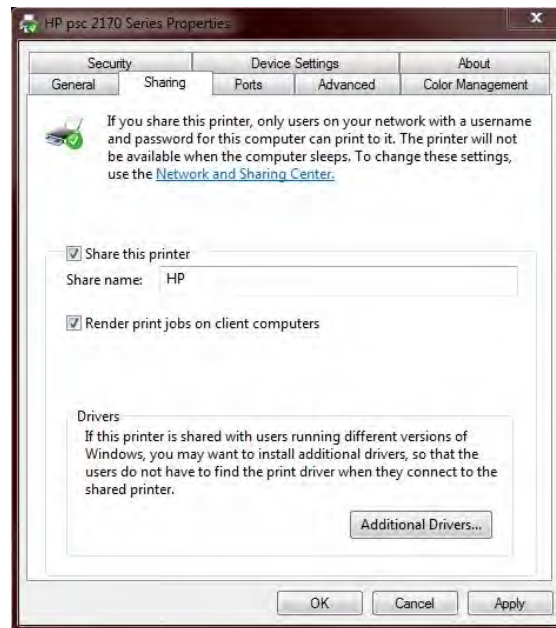 HP psc 2170 Series Properties
x
Security
Device Settings
About
General
Sharing
Ports
Advanced
Color Management
If you share this printer, only users on your network with a username
and password for this computer can print to it. The printer will not
be available when the computer sleeps. To change these settings,
use the Network and Sharing Center.
Share this printer
Share name: HP
Render print jobs on client computers
Drivers
If this printer is shared with users running different versions of
Windows, you may want to install additional drivers, so that the
users do not have to find the print driver when they connect to the
shared printer.
Additional Drivers...
OK
Cancel
Apply